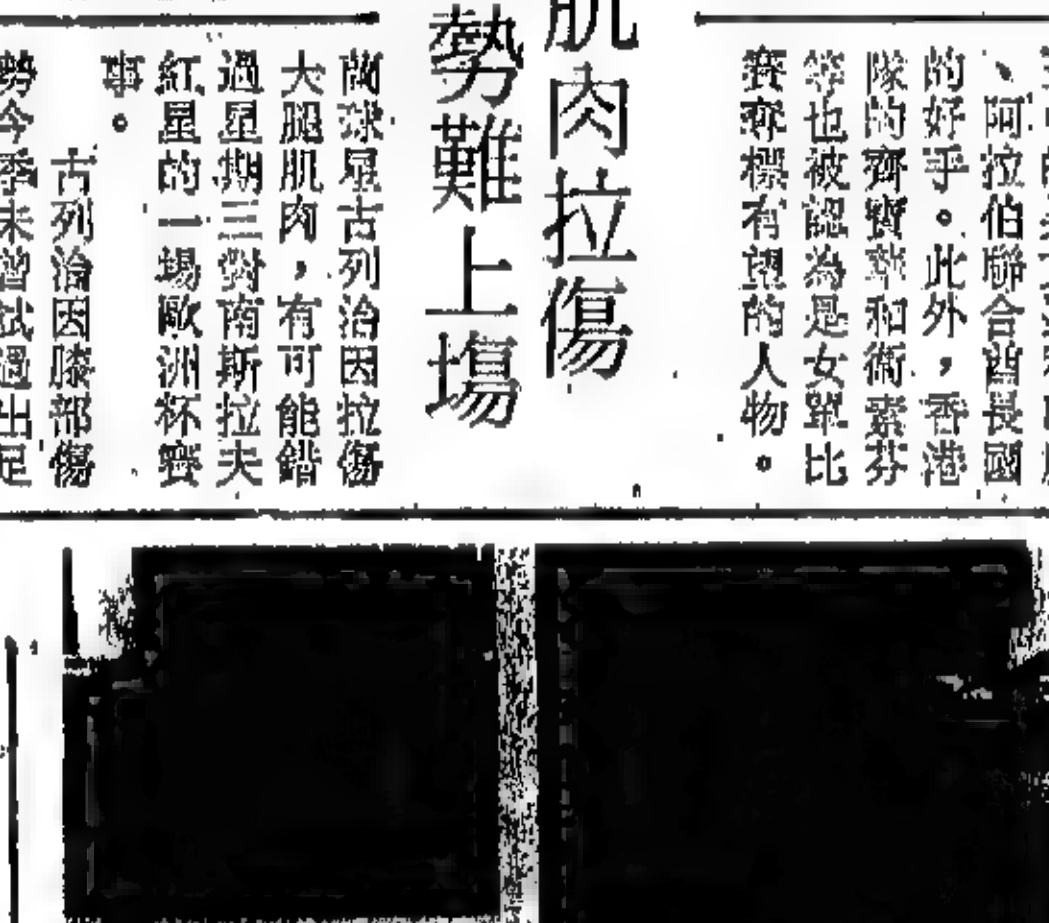 、阿拉伯聯合酋長國
的好手。此外，香港
隊的齊寶華和衞素芬
等也被認為是女單比
賽奪標有望的人物。
肌肉拉傷
勢難上場
蘭球星古列治因拉傷
大腿肌肉，有可能錯
過星期三對南斯拉夫
紅星的一場歐洲杯賽
事。
古列治因膝部傷
勢今季未曾試過出足